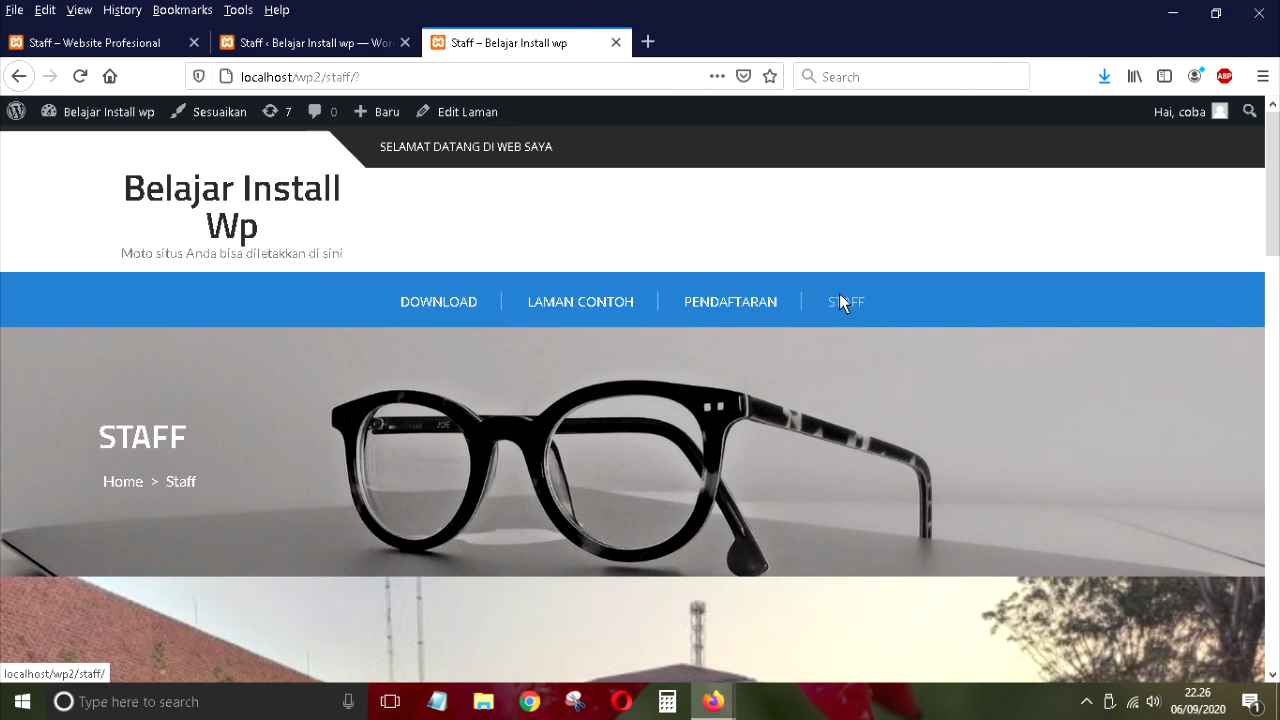 File Edit View History Bookmarks Tools Help
Staff – Website Profesional
Staff ‹ Belajar Install wp — Wor
Staff – Belajar Install wp
localhost/wp2/staff/?
Search
ABP
Belajar Install wp Sesuaikan 7 0 Baru Edit Laman Hai, coba
SELAMAT DATANG DI WEB SAYA
Belajar Install
Wp
Moto situs Anda bisa diletakkan di sini
DOWNLOAD LAMAN CONTOH PENDAFTARAN STAFF
JOE
STAFF
Home > Staff
localhost/wp2/staff/
Type here to search
22.26
06/09/2020
1